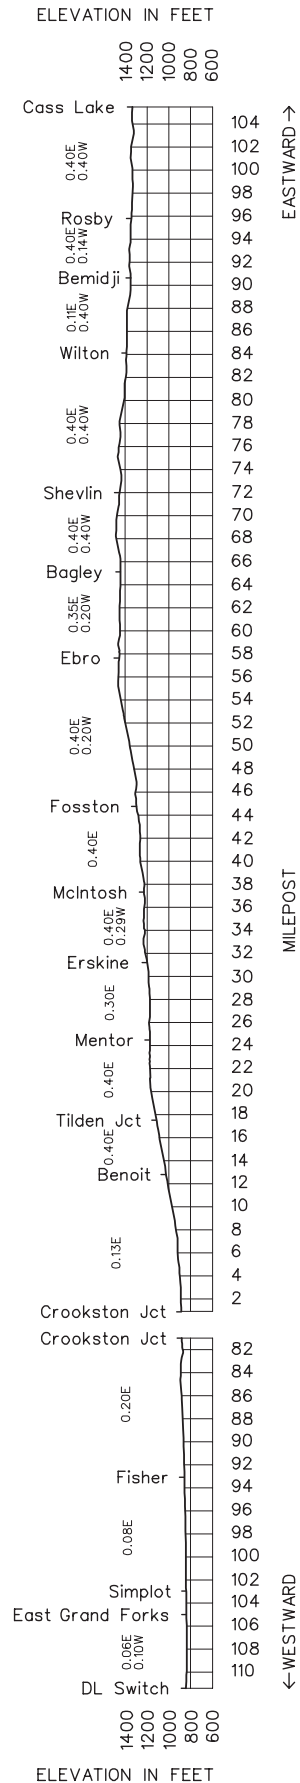 ELEVATION IN FEET
1400
1200
1000
800
600
Cass Lake
104
EASTWARD→
102
0.40E
0.40W
100
98
Rosby
96
0.40E
0.14W
94
92
Bemidji
90
0.11E
0.40W
88
86
Wilton
84
82
80
0.40E
0.40W
78
76
74
Shevlin
72
70
0.40E
0.40W
68
66
Bagley
64
0.35E
0.20W
62
60
Ebro
58
56
54
0.40E
0.20W
52
50
48
46
Fosston
44
42
0.40E
40
38
McIntosh
MILEPOST
36
0.40E
0.29W
34
32
Erskine
30
0.30E
28
26
Mentor
24
22
0.40E
20
Tilden Jct
18
16
0.40E
14
Benoit
12
10
8
0.13E
6
4
2
Crookston Jct
Crookston Jct
82
84
0.20E
86
88
90
92
Fisher
94
96
0.08E
98
100
102
Simplot
104
East Grand Forks
106
0.06E
0.10W
108
110
←WESTWARD
DL Switch
1400
1200
1000
800
600
ELEVATION IN FEET